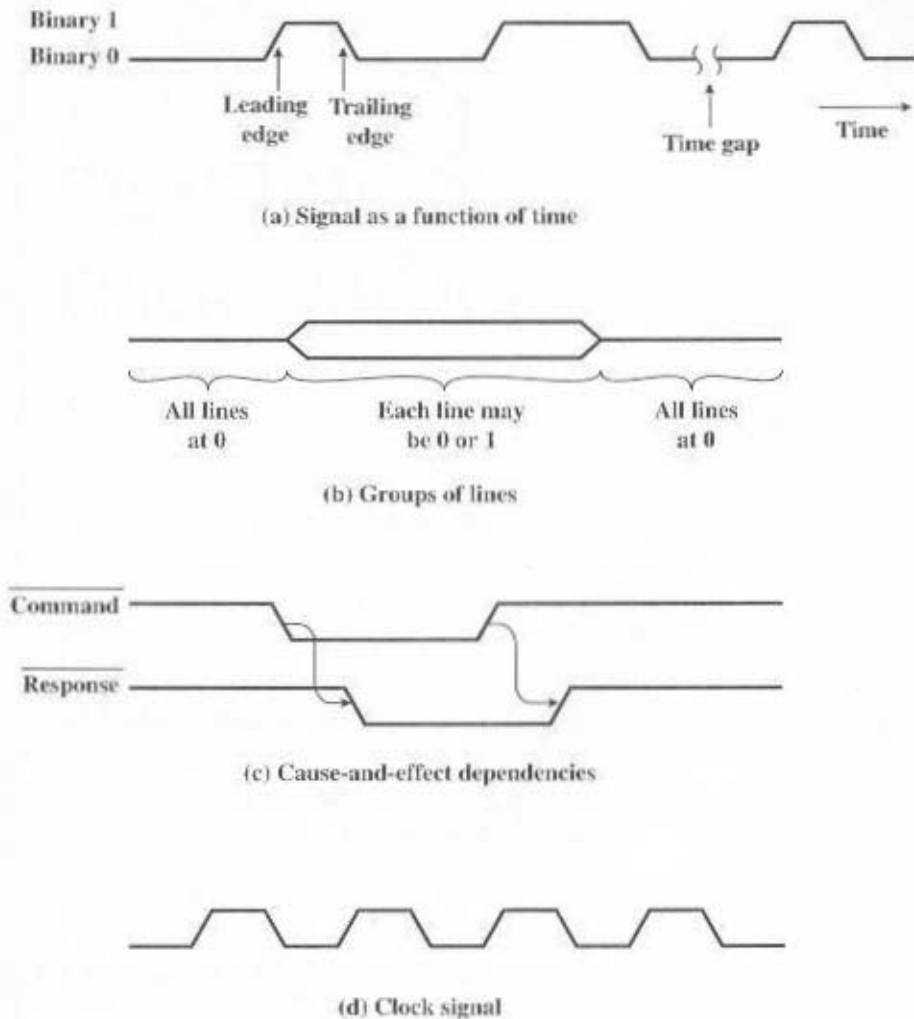 Binary 1
Binary 0
Leading
edge
Trailing
edge
Time gap
Time
(a) Signal as a function of time
All lines
at 0
Each line may
be 0 or 1
All lines
at 0
(b) Groups of lines
Command
Response
(c) Cause-and-effect dependencies
(d) Clock signal